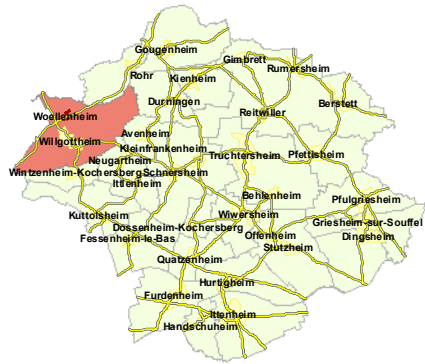 Gougenheim
Gimbrett
Rumersheim
Rohr
Kienheim
Durningen
Berstett
Woellenheim
Reitwiller
Avenheim
Willgottheim
Kleinfrankenheim
Neugartheim
Truchtersheim
Pfettisheim
Wintzenheim-Kochersberg
Schnersheim
Ittlenheim
Behlenheim
Pfulgriesheim
Kuttolsheim
Wiwersheim
Griesheim-sur-Souffel
Dossenheim-Kochersberg
Offenheim
Dingsheim
Fessenheim-le-Bas
Stutzheim
Quatzenheim
Hurtigheim
Furdenheim
Ittenheim
Handschuheim